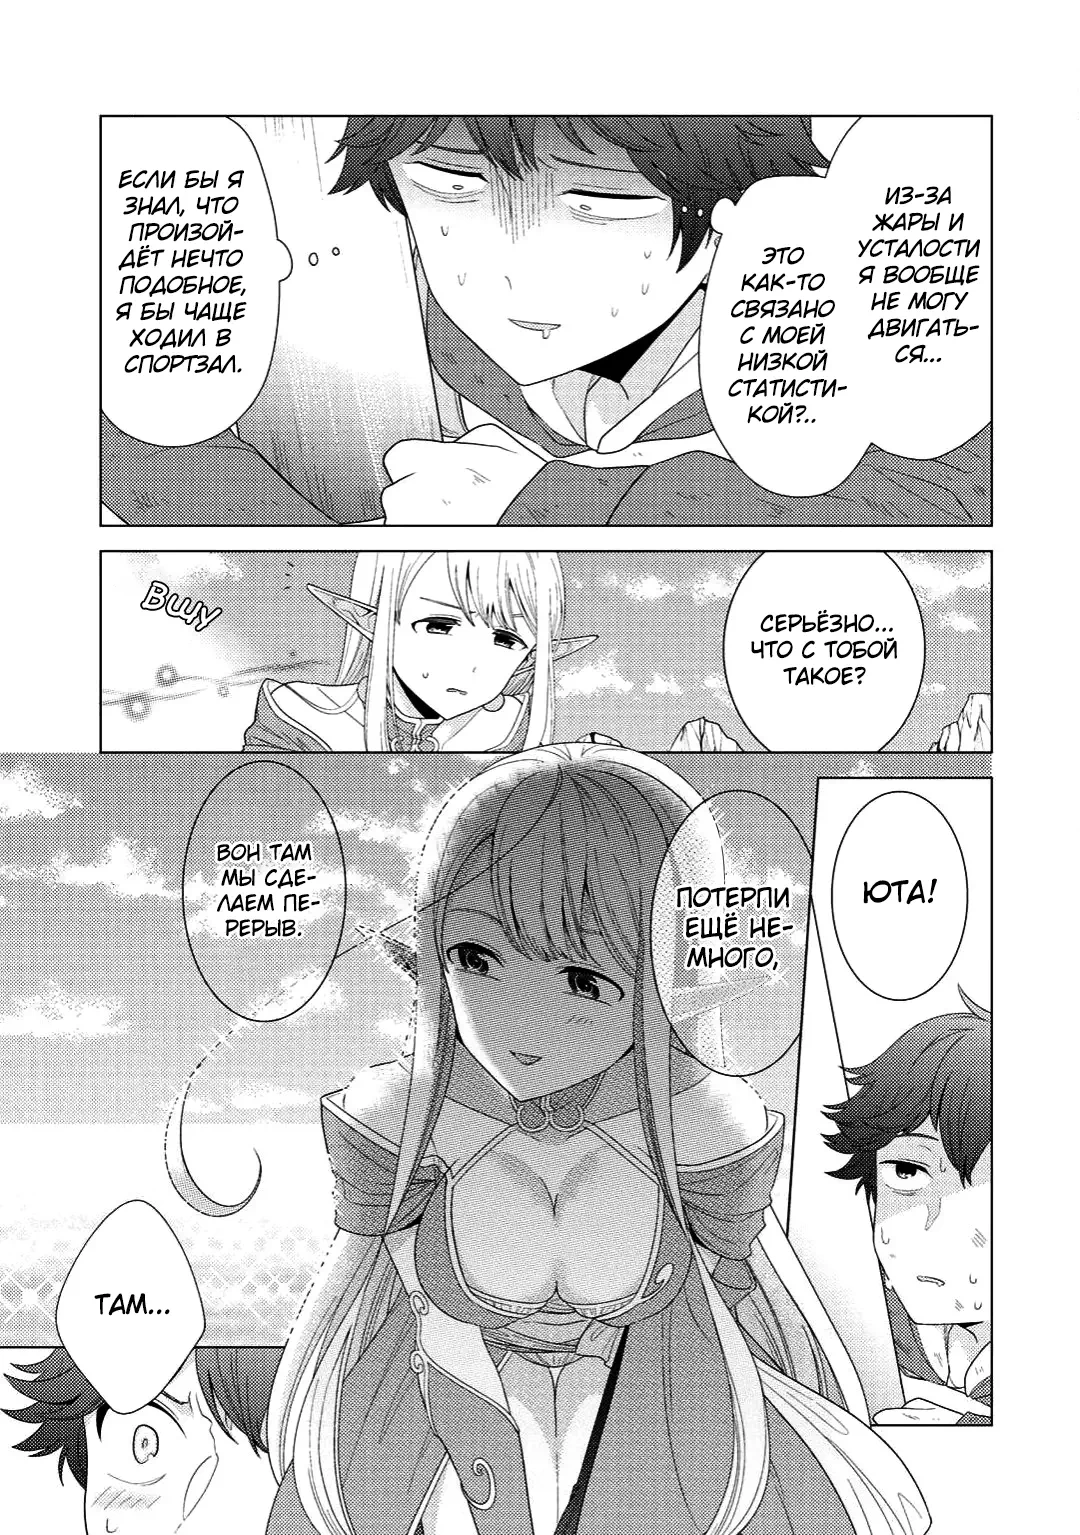 ИЗ-ЗА
ЖАРЫ И
УСТАЛОСТИ
Я ВООБЩЕ
НЕ МОГУ
ДВИГАТЬ-
СЯ...
ЭТО
КАК-ТО
СВЯЗАНО
С МОЕЙ
НИЗКОЙ
СТАТИСТИ-
КОЙ?..
ЕСЛИ БЫ Я
ЗНАЛ, ЧТО
ПРОИЗОЙ-
ДЁТ НЕЧТО
ПОДОБНОЕ,
Я БЫ ЧАЩЕ
ХОДИЛ В
СПОРТЗАЛ.
СЕРЬЁЗНО...
ЧТО С ТОБОЙ
ТАКОЕ?
Вшу
ЮТА!
ПОТЕРПИ
ЕЩЁ НЕ-
МНОГО,
ВОН ТАМ
МЫ СДЕ-
ЛАЕМ ПЕ-
РЕРЫВ.
ТАМ...